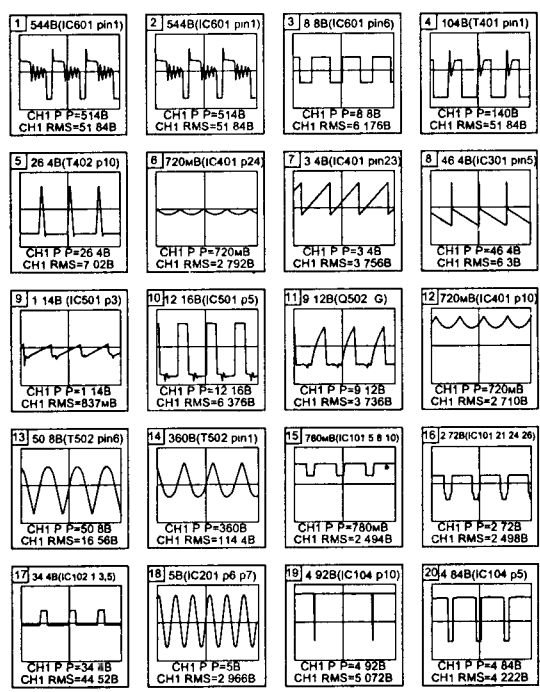 1 544В(IC601 pin1)
CH1 P P=514В
CH1 RMS=51 84В
2 544В(IC601 pin1)
CH1 P P=514В
CH1 RMS=51 84В
3 8 8В(IC601 pin6)
CH1 P P=8 8В
CH1 RMS=6 176В
4 104В(T401 pin1)
CH1 P P=140В
CH1 RMS=51 84В
5 26 4В(T402 p10)
CH1 P P=26 4В
CH1 RMS=7 02В
6 720мВ(IC401 p24)
CH1 P P=720мВ
CH1 RMS=2 792В
7 3 4В(IC401 pin23)
CH1 P P=3 4В
CH1 RMS=3 756В
8 46 4В(IC301 pin5)
CH1 P P=46 4В
CH1 RMS=6 3В
9 1 14В(IC501 p3)
CH1 P P=1 14В
CH1 RMS=837мВ
10 12 16В(IC501 p5)
CH1 P P=12 16В
CH1 RMS=6 376В
11 9 12В(Q502 G)
CH1 P P=9 12В
CH1 RMS=3 736В
12 720мВ(IC401 p10)
CH1 P P=720мВ
CH1 RMS=2 710В
13 50 8В(T502 pin6)
CH1 P P=50 8В
CH1 RMS=16 56В
14 360В(T502 pin1)
CH1 P P=360В
CH1 RMS=114 4В
15 780мВ(IC101 5 8 10)
CH1 P P=780мВ
CH1 RMS=2 494В
16 2 72В(IC101 21 24 26)
CH1 P P=2 72В
CH1 RMS=2 498В
17 34 4В(IC102 1 3,5)
CH1 P P=34 4В
CH1 RMS=44 52В
18 5В(IC201 p6 p7)
CH1 P P=5В
CH1 RMS=2 966В
19 4 92В(IC104 p10)
CH1 P P=4 92В
CH1 RMS=5 072В
20 4 84В(IC104 p5)
CH1 P P=4 84В
CH1 RMS=4 222В